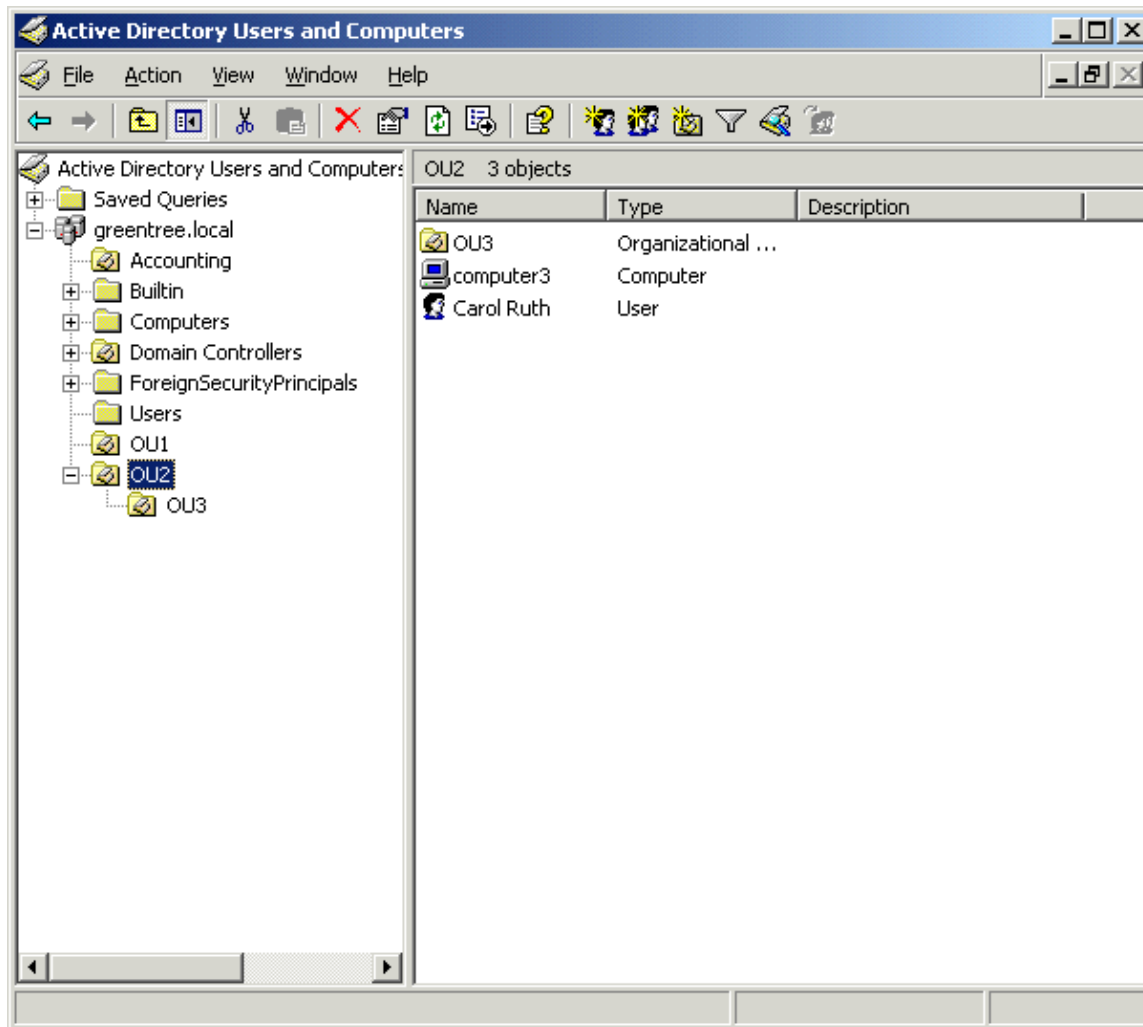 Active Directory Users and Computers
File Action View Window Help
Active Directory Users and Computers
Saved Queries
greentree.local
Accounting
Builtin
Computers
Domain Controllers
ForeignSecurityPrincipals
Users
OU1
OU2
OU3
OU2 3 objects
Name Type Description
OU3 Organizational ...
computer3 Computer
Carol Ruth User